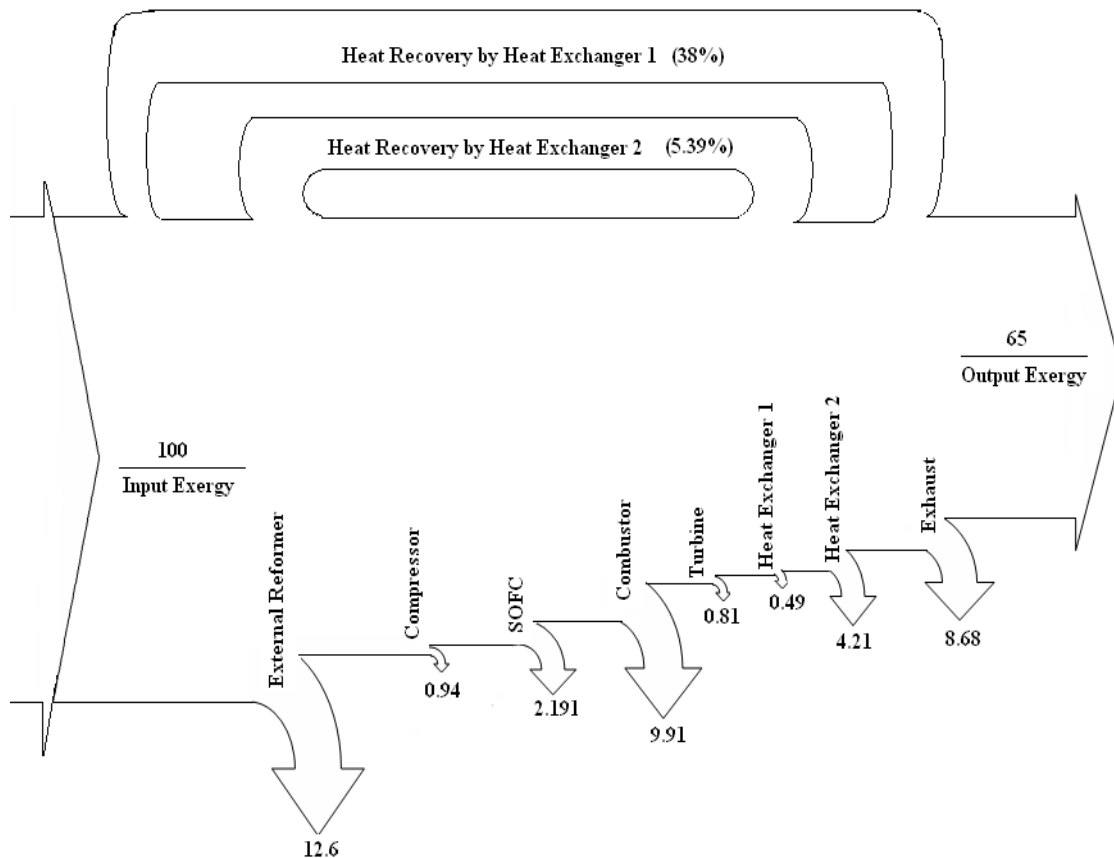 Heat Recovery by Heat Exchanger 1 (38%)
Heat Recovery by Heat Exchanger 2 (5.39%)
65
Output Exergy
100
Input Exergy
External Reformer
Compressor
SOFC
Combustor
Turbine
Heat Exchanger 1
Heat Exchanger 2
Exhaust
12.6
0.94
2.191
9.91
0.81
0.49
4.21
8.68